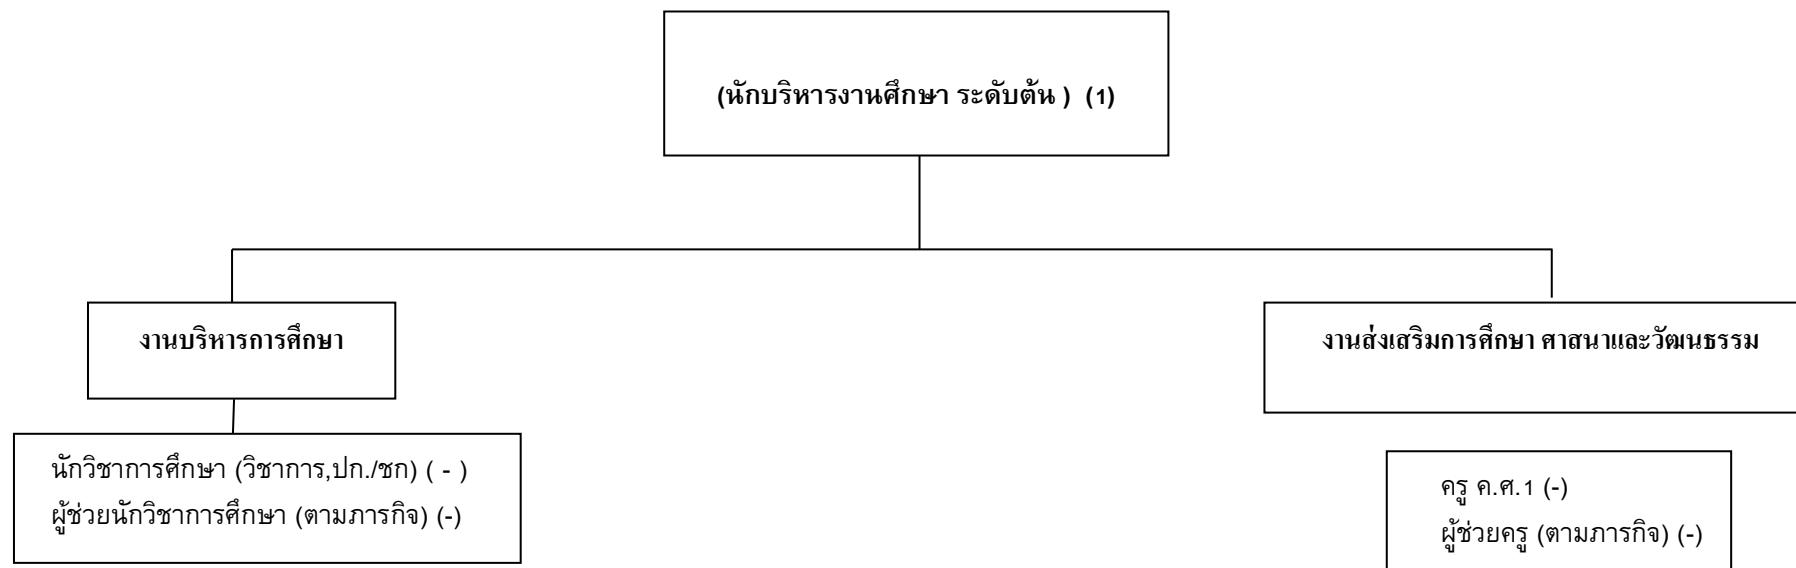 (นักบริหารงานศึกษา ระดับต้น ) (1)
งานบริหารการศึกษา
งานส่งเสริมการศึกษา ศาสนาและวัฒนธรรม
นักวิชาการศึกษา (วิชาการ,ปก./ชก) ( - )
ผู้ช่วยนักวิชาการศึกษา (ตามภารกิจ) (-)
ครู ค.ศ.1 (-)
ผู้ช่วยครู (ตามภารกิจ) (-)